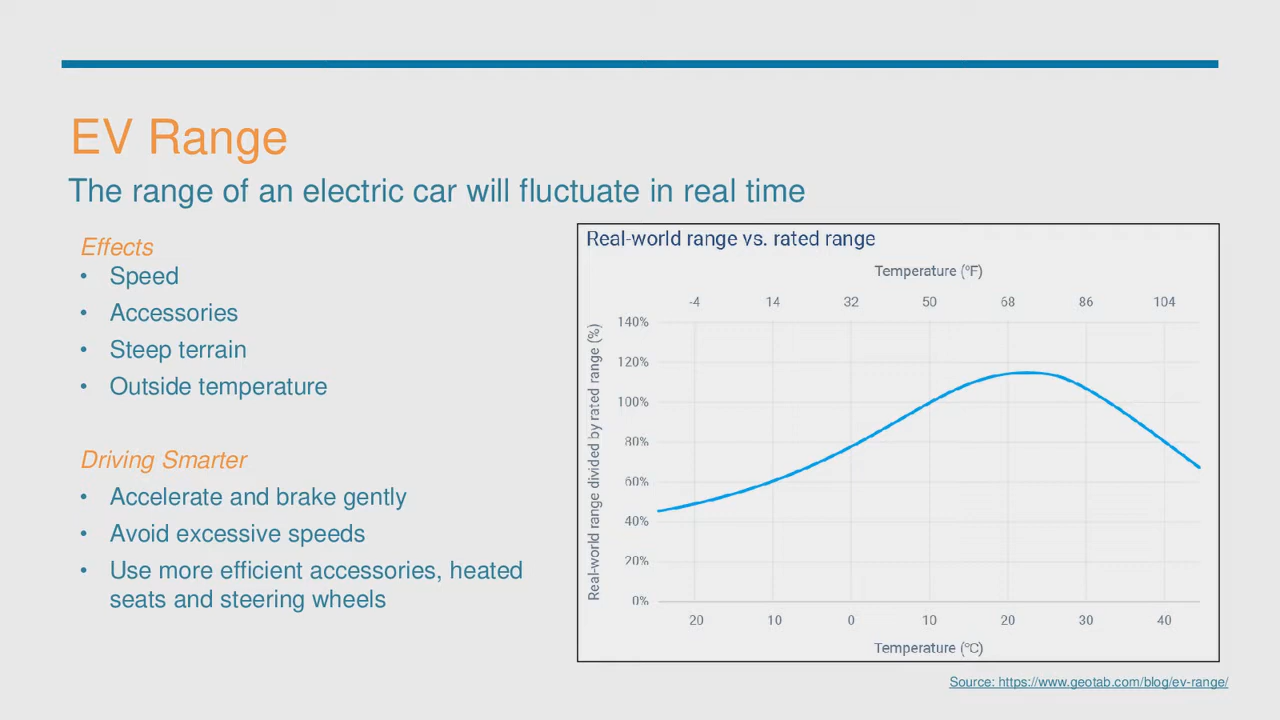 EV Range
The range of an electric car will fluctuate in real time
Effects
• Speed
• Accessories
• Steep terrain
• Outside temperature
Driving Smarter
• Accelerate and brake gently
• Avoid excessive speeds
• Use more efficient accessories, heated
seats and steering wheels
Real-world range vs. rated range
Temperature (°F)
-4 14 32 50 68 86 104
Real-world range divided by rated range (%)
140%
120%
100%
80%
60%
40%
20%
0%
20 10 0 10 20 30 40
Temperature (°C)
Source: https://www.geotab.com/blog/ev-range/